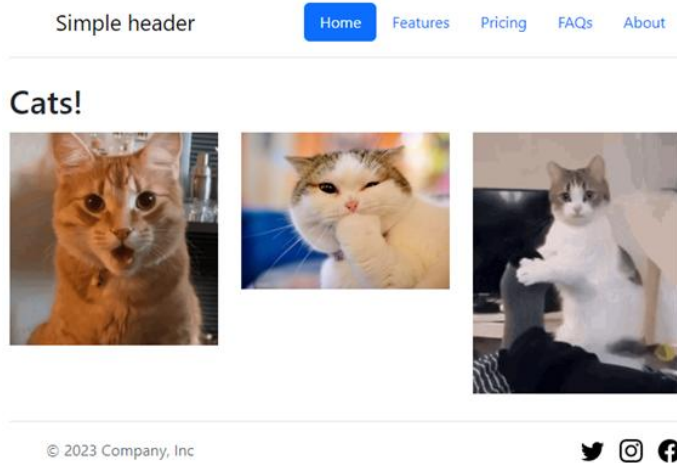 Simple header Home Features Pricing FAQs About
Cats!
© 2023 Company, Inc